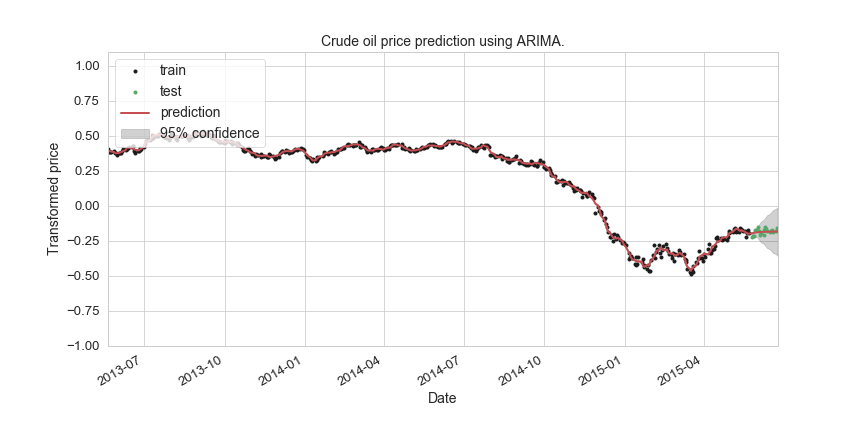 Crude oil price prediction using ARIMA.
train
test
prediction
95% confidence
1.00
0.75
0.50
0.25
0.00
−0.25
−0.50
−0.75
−1.00
Transformed price
2013-07
2013-10
2014-01
2014-04
2014-07
2014-10
2015-01
2015-04
Date